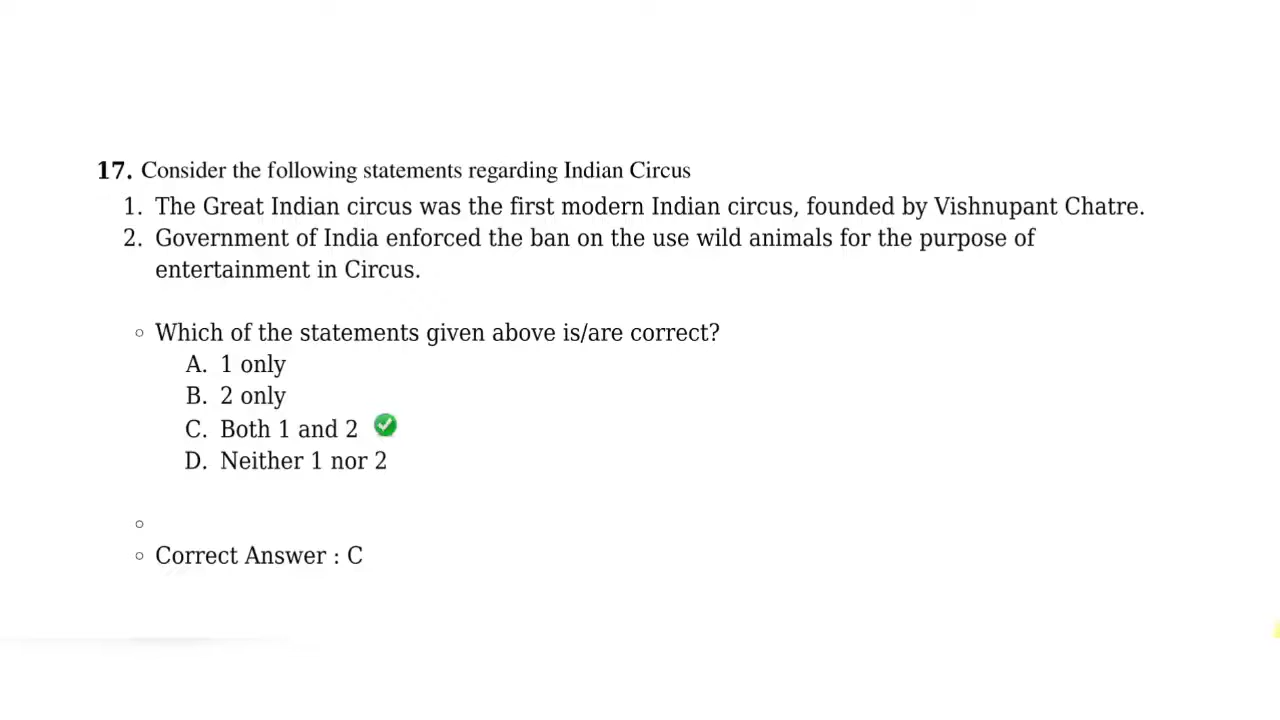 17. Consider the following statements regarding Indian Circus
1. The Great Indian circus was the first modern Indian circus, founded by Vishnupant Chatre.
2. Government of India enforced the ban on the use wild animals for the purpose of
entertainment in Circus.
Which of the statements given above is/are correct?
A. 1 only
B. 2 only
C. Both 1 and 2
D. Neither 1 nor 2
Correct Answer : C